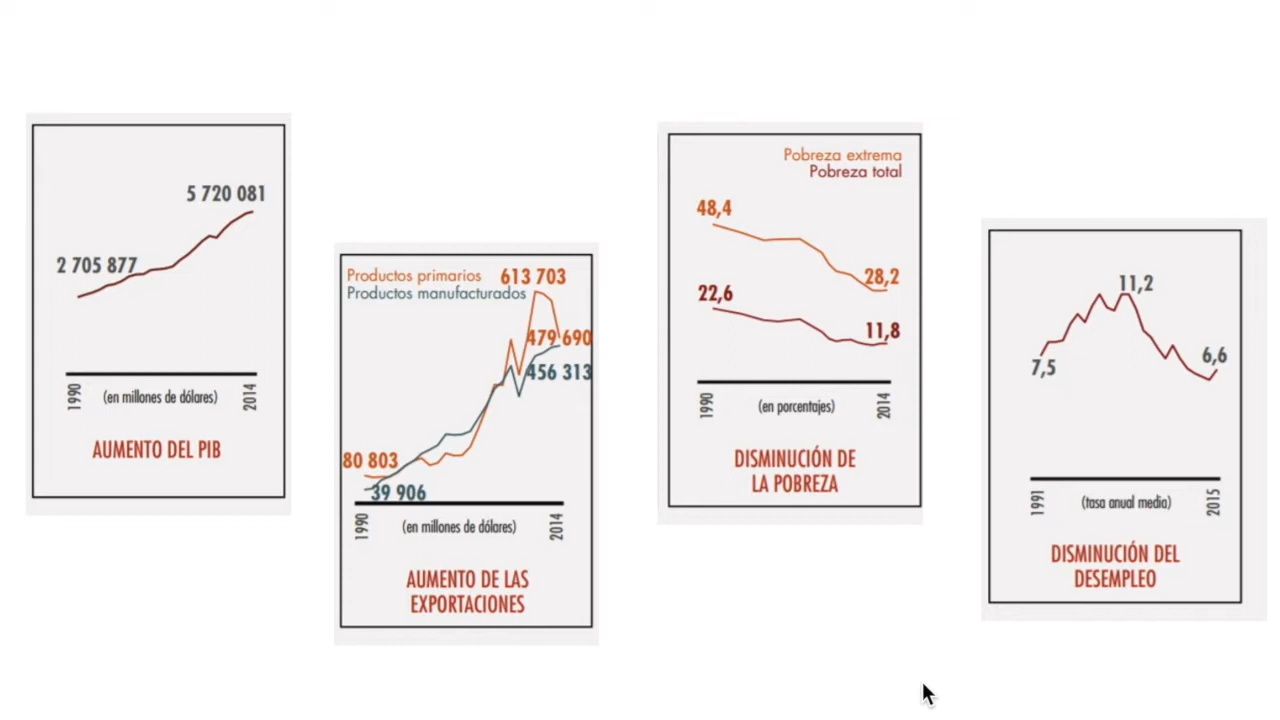 5 720 081
2 705 877
1990
(en millones de dólares)
2014
AUMENTO DEL PIB
Productos primarios
613 703
Productos manufacturados
479 690
456 313
80 803
39 906
1990
(en millones de dólares)
2014
AUMENTO DE LAS
EXPORTACIONES
Pobreza extrema
Pobreza total
48,4
28,2
22,6
11,8
1990
(en porcentajes)
2014
DISMINUCIÓN DE
LA POBREZA
11,2
7,5
6,6
1991
(tasa anual media)
2015
DISMINUCIÓN DEL
DESEMPLEO